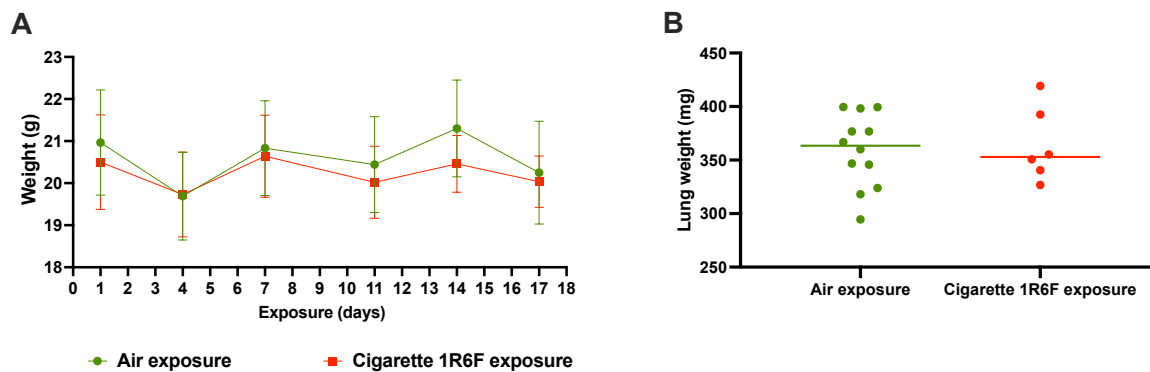 A
Weight (g)
23
22
21
20
19
18
0 1 2 3 4 5 6 7 8 9 10 11 12 13 14 15 16 17 18
Exposure (days)
Air exposure
Cigarette 1R6F exposure
B
Lung weight (mg)
450
400
350
300
250
Air exposure
Cigarette 1R6F exposure